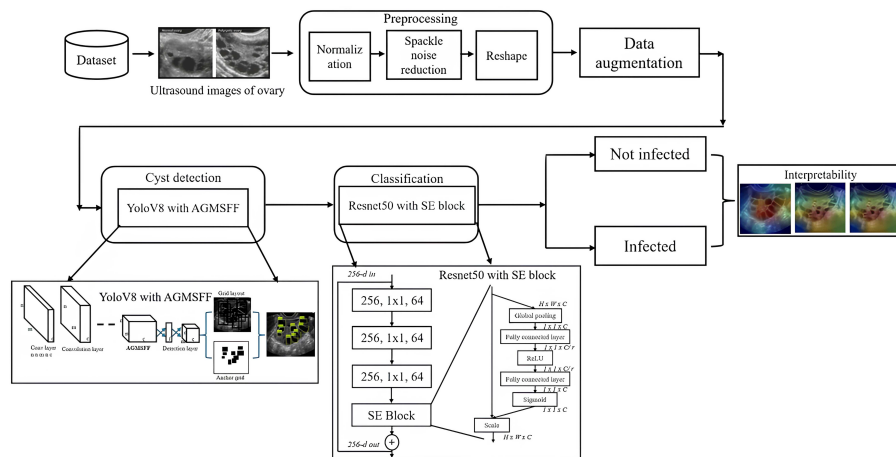 Preprocessing
Dataset
Normaliz
ation
Spackle
noise
reduction
Reshape
Data
augmentation
Ultrasound images of ovary
Cyst detection
YoloV8 with AGMSFF
Classification
Resnet50 with SE block
Not infected
Infected
Interpretability
YoloV8 with AGMSFF
Grid layout
n
m
c
n
m
c
Convolution layer
AGMSFF
Detection layer
Anchor grid
Resnet50 with SE block
256-d in
256, 1x1, 64
256, 1x1, 64
256, 1x1, 64
SE Block
256-d out
+
H x W x C
Global pooling
1 x 1 x C
Fully connected layer
1 x 1 x C/r
ReLU
1 x 1 x C/r
Fully connected layer
1 x 1 x C
Sigmoid
1 x 1 x C
Scale
H x W x C